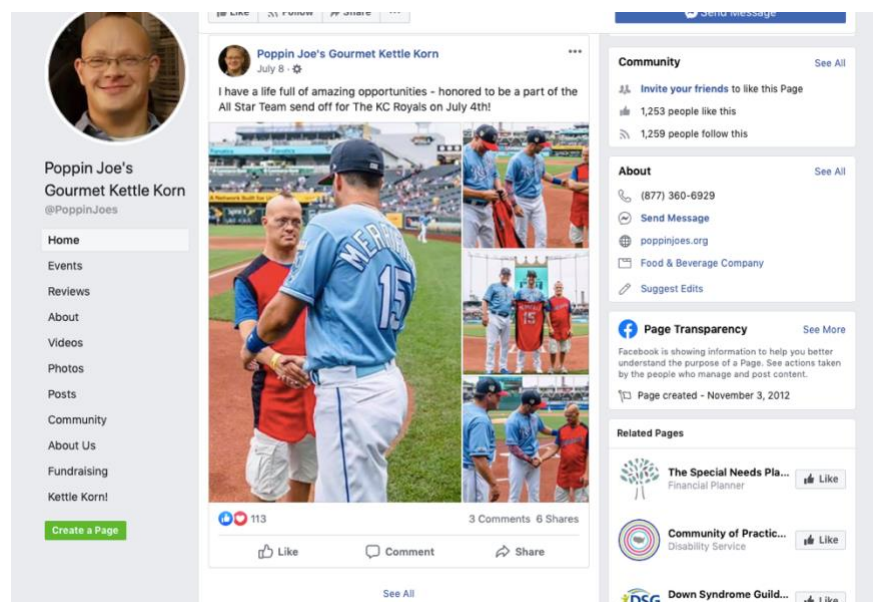 Like
Follow
Share
...
Send Message
Poppin Joe's
Gourmet Kettle Korn
@PoppinJoes
Home
Events
Reviews
About
Videos
Photos
Posts
Community
About Us
Fundraising
Kettle Korn!
Create a Page
Poppin Joe's Gourmet Kettle Korn
July 8 ·
I have a life full of amazing opportunities - honored to be a part of the
All Star Team send off for The KC Royals on July 4th!
Fanatics
MERRIFIELD
15
15
113
3 Comments 6 Shares
Like
Comment
Share
See All
Community
See All
Invite your friends to like this Page
1,253 people like this
1,259 people follow this
About
See All
(877) 360-6929
Send Message
poppinjoes.org
Food & Beverage Company
Suggest Edits
Page Transparency
See More
Facebook is showing information to help you better
understand the purpose of a Page. See actions taken
by the people who manage and post content.
Page created - November 3, 2012
Related Pages
The Special Needs Pla...
Financial Planner
Like
Community of Practic...
Disability Service
Like
DSG
Down Syndrome Guild...
Like